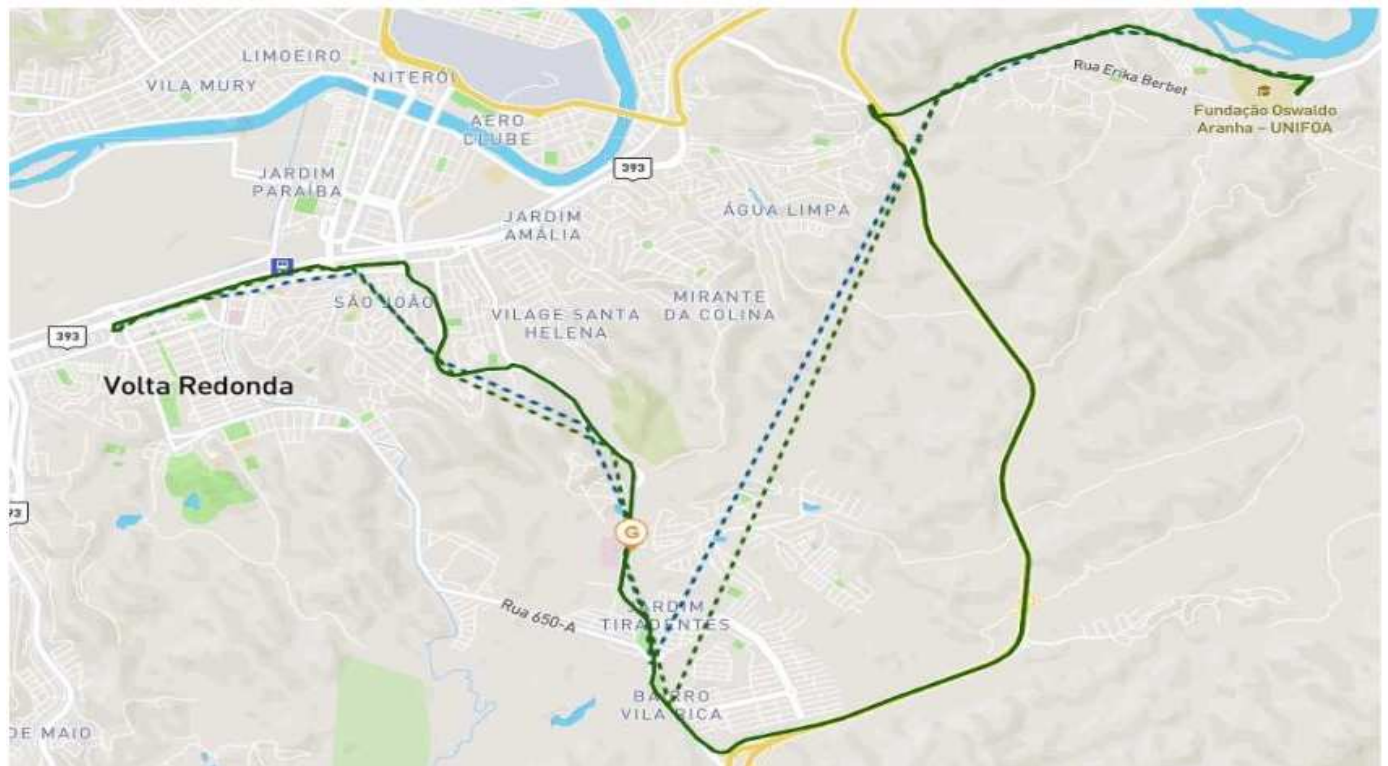 LIMOEIRO
VILA MURY
NITERÓI
AERO
CLUBE
Rua Erika Berbet
Fundação Oswaldo
Aranha – UNIFOA
393
JARDIM
PARAÍBA
JARDIM
AMÁLIA
ÁGUA LIMPA
SÃO JOÃO
VILAGE SANTA
HELENA
MIRANTE
DA COLINA
393
Volta Redonda
93
G
Rua 650-A
JARDIM
TIRADENTES
BAIRRO
VILA RICA
DE MAIO